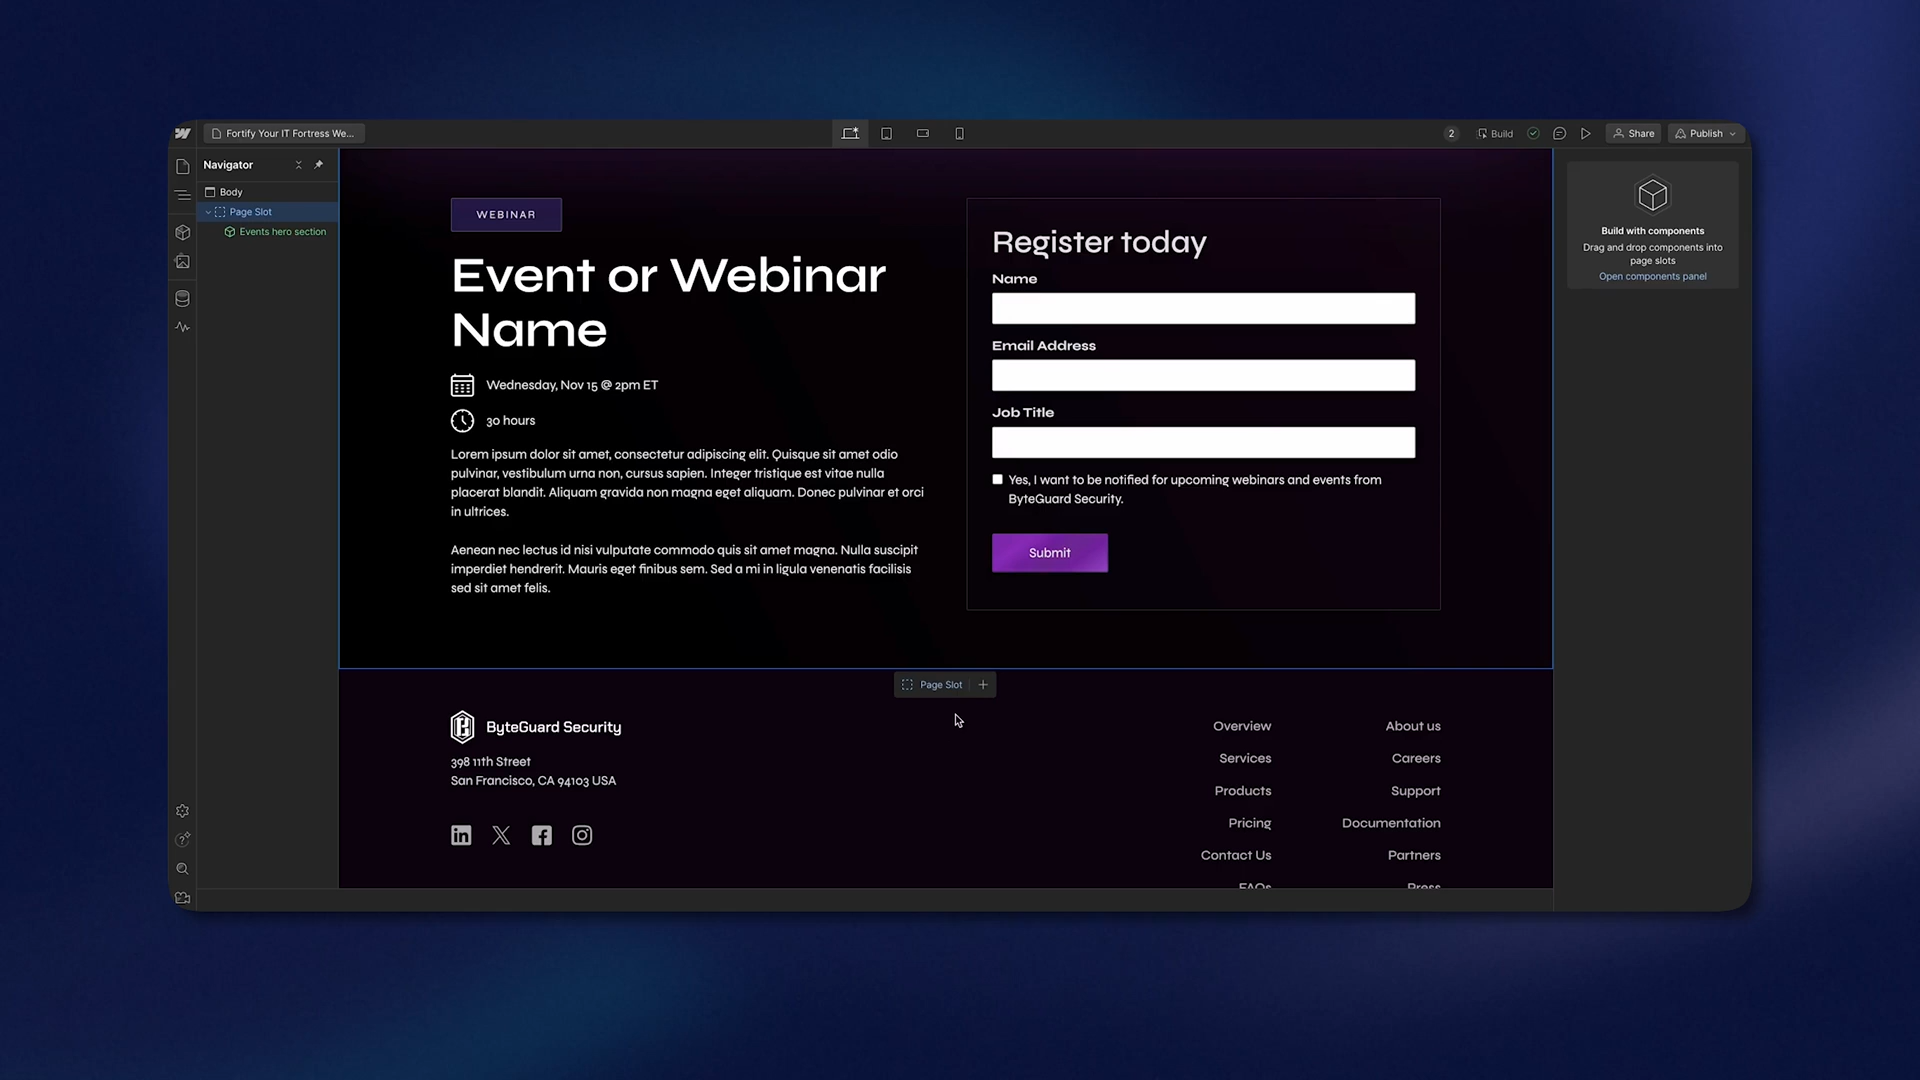 Fortify Your IT Fortress We...
2
Build
Share
Publish
Navigator
Body
Page Slot
Events hero section
WEBINAR
Event or Webinar
Name
Wednesday, Nov 15 @ 2pm ET
30 hours
Lorem ipsum dolor sit amet, consectetur adipiscing elit. Quisque sit amet odio
pulvinar, vestibulum urna non, cursus sapien. Integer tristique est vitae nulla
placerat blandit. Aliquam gravida non magna eget aliquam. Donec pulvinar et orci
in ultrices.
Aenean nec lectus id nisi vulputate commodo quis sit amet magna. Nulla suscipit
imperdiet hendrerit. Mauris eget finibus sem. Sed a mi in ligula venenatis facilisis
sed sit amet felis.
Register today
Name
Email Address
Job Title
Yes, I want to be notified for upcoming webinars and events from
ByteGuard Security.
Submit
Build with components
Drag and drop components into
page slots
Open components panel
Page Slot
ByteGuard Security
398 11th Street
San Francisco, CA 94103 USA
Overview
Services
Products
Pricing
Contact Us
FAQs
About us
Careers
Support
Documentation
Partners
Press